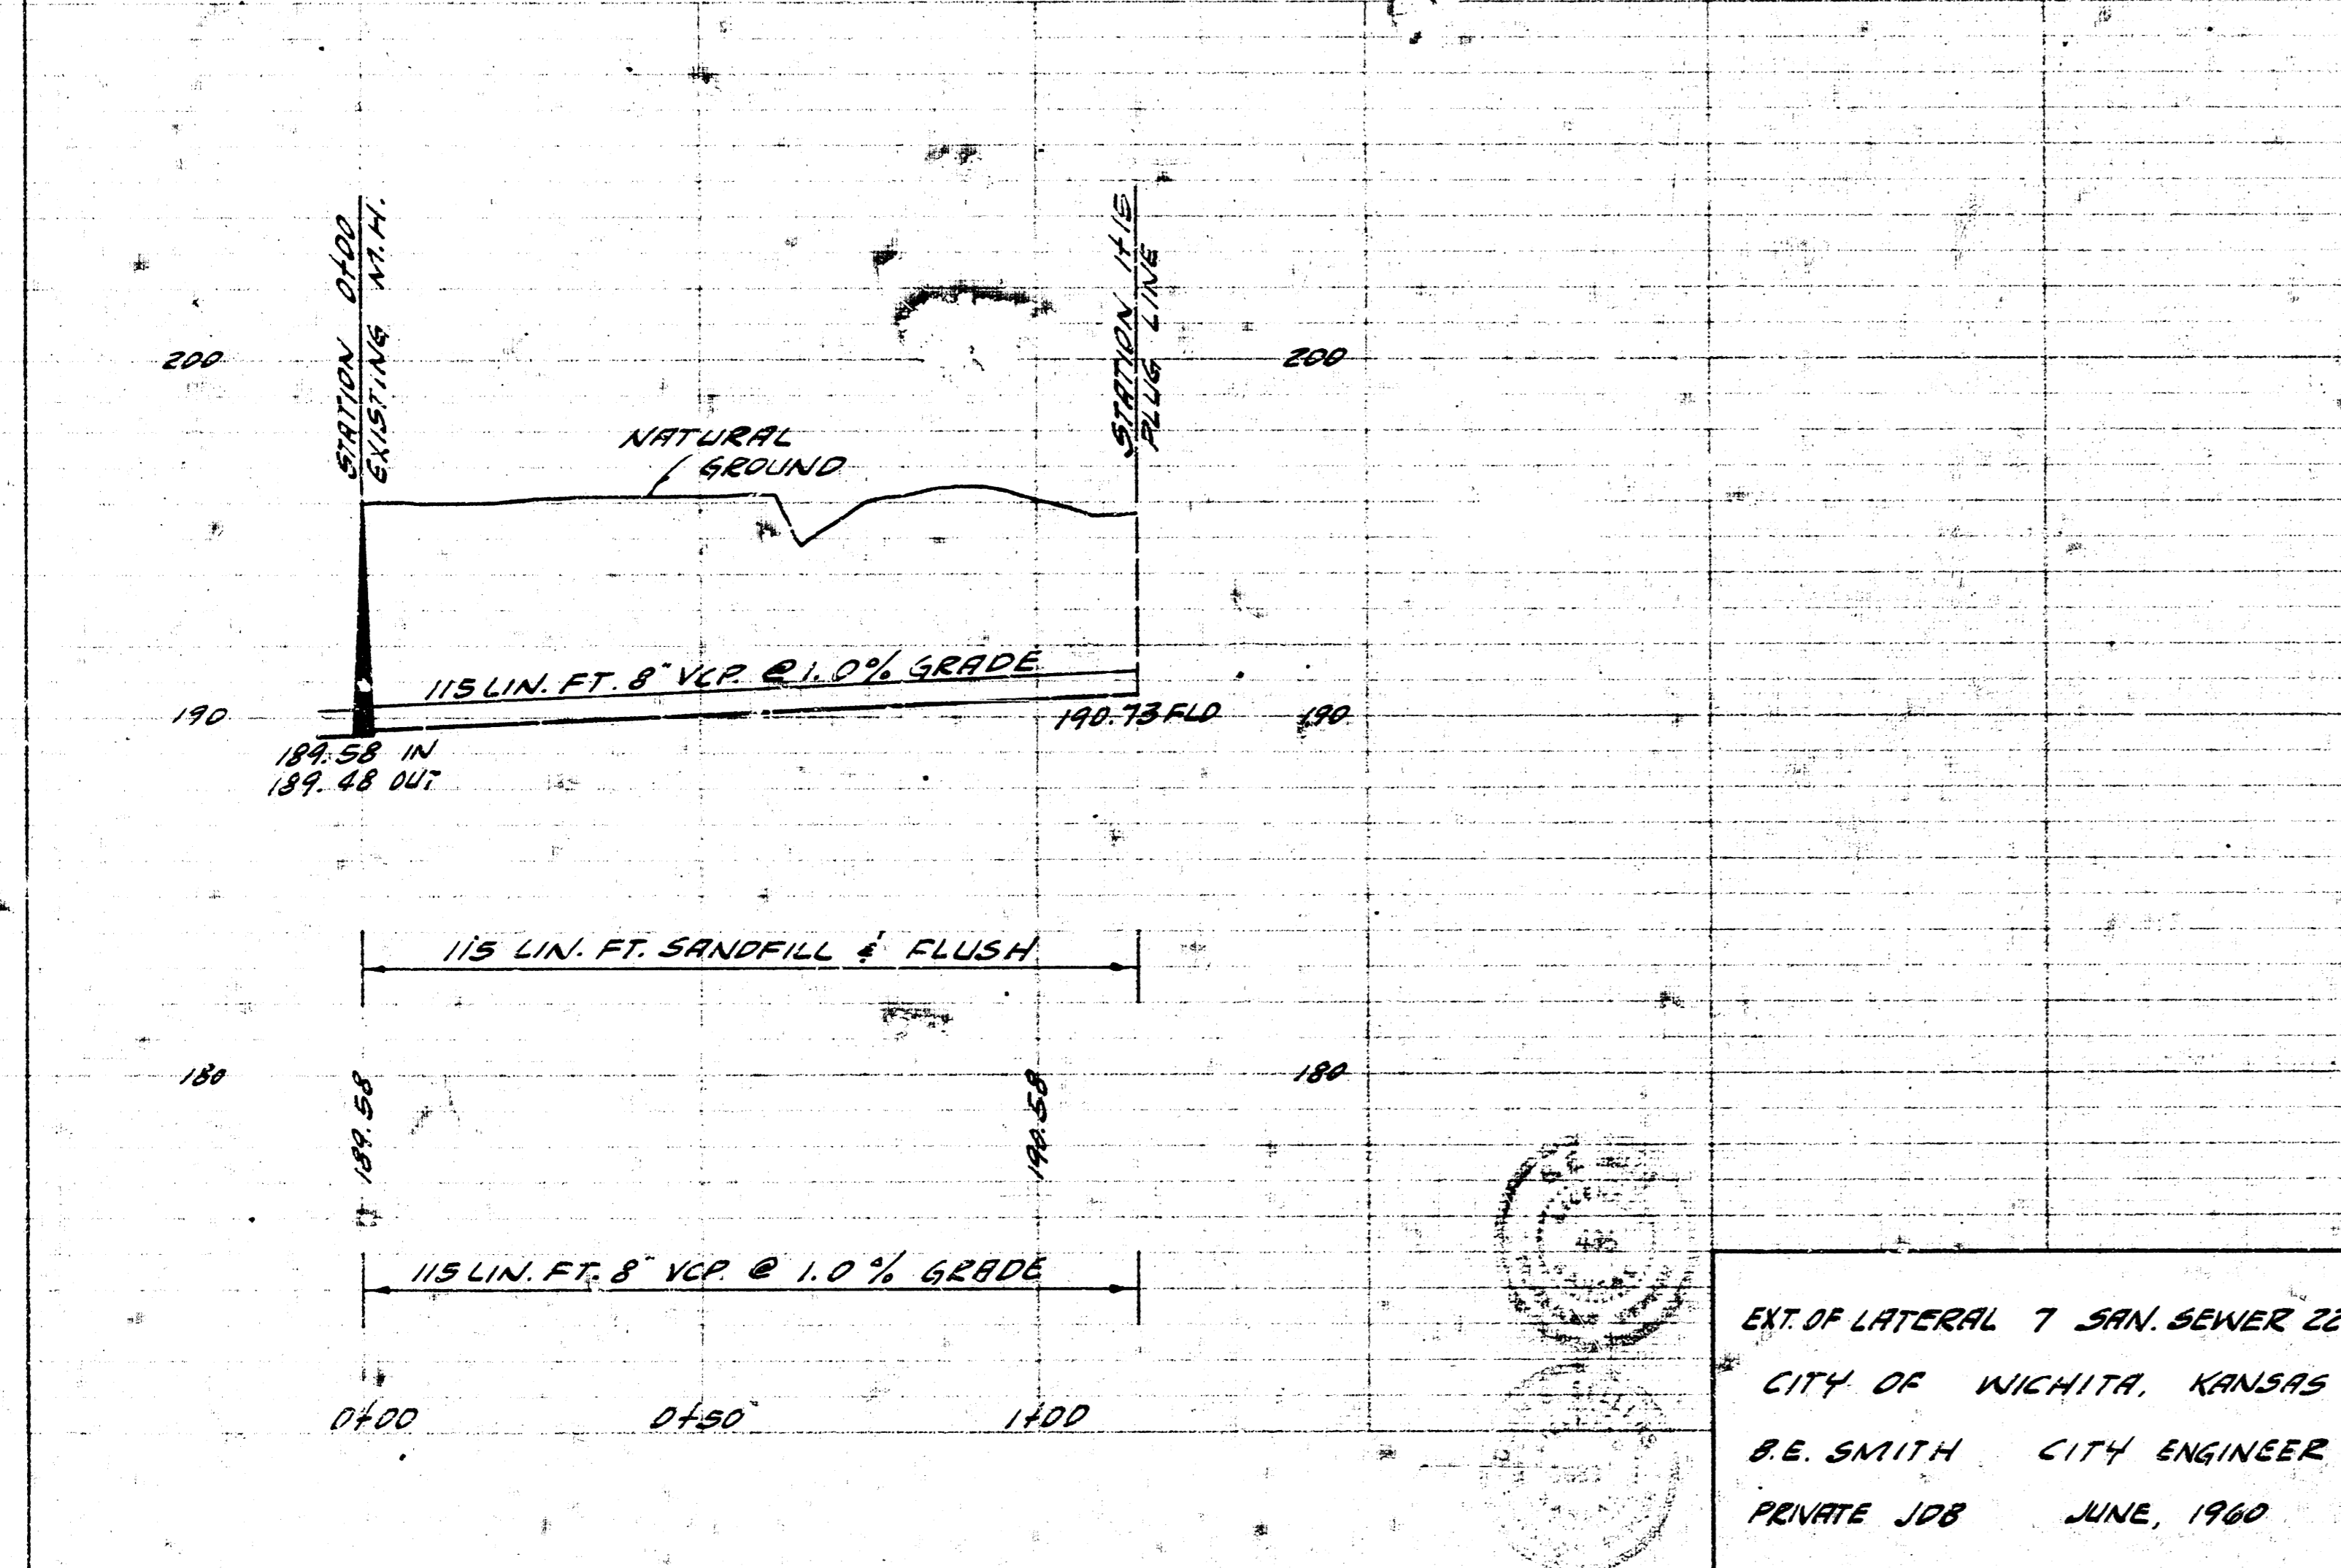 STATION 0+00
EXISTING M.H.
STATION 1+15
PLUG LINE
200
200
NATURAL
GROUND
115 LIN. FT. 8" VCP. @ 1.0% GRADE
190
190.73 FLO
190
189.58 IN
189.48 OUT
115 LIN. FT. SANDFILL & FLUSH
180
180
189.58
190.58
115 LIN. FT. 8" VCP. @ 1.0 % GRADE
0+00
0+50
1+00
EXT. OF LATERAL 7 SAN. SEWER 22
CITY OF WICHITA, KANSAS
B.E. SMITH CITY ENGINEER
PRIVATE JOB JUNE, 1960